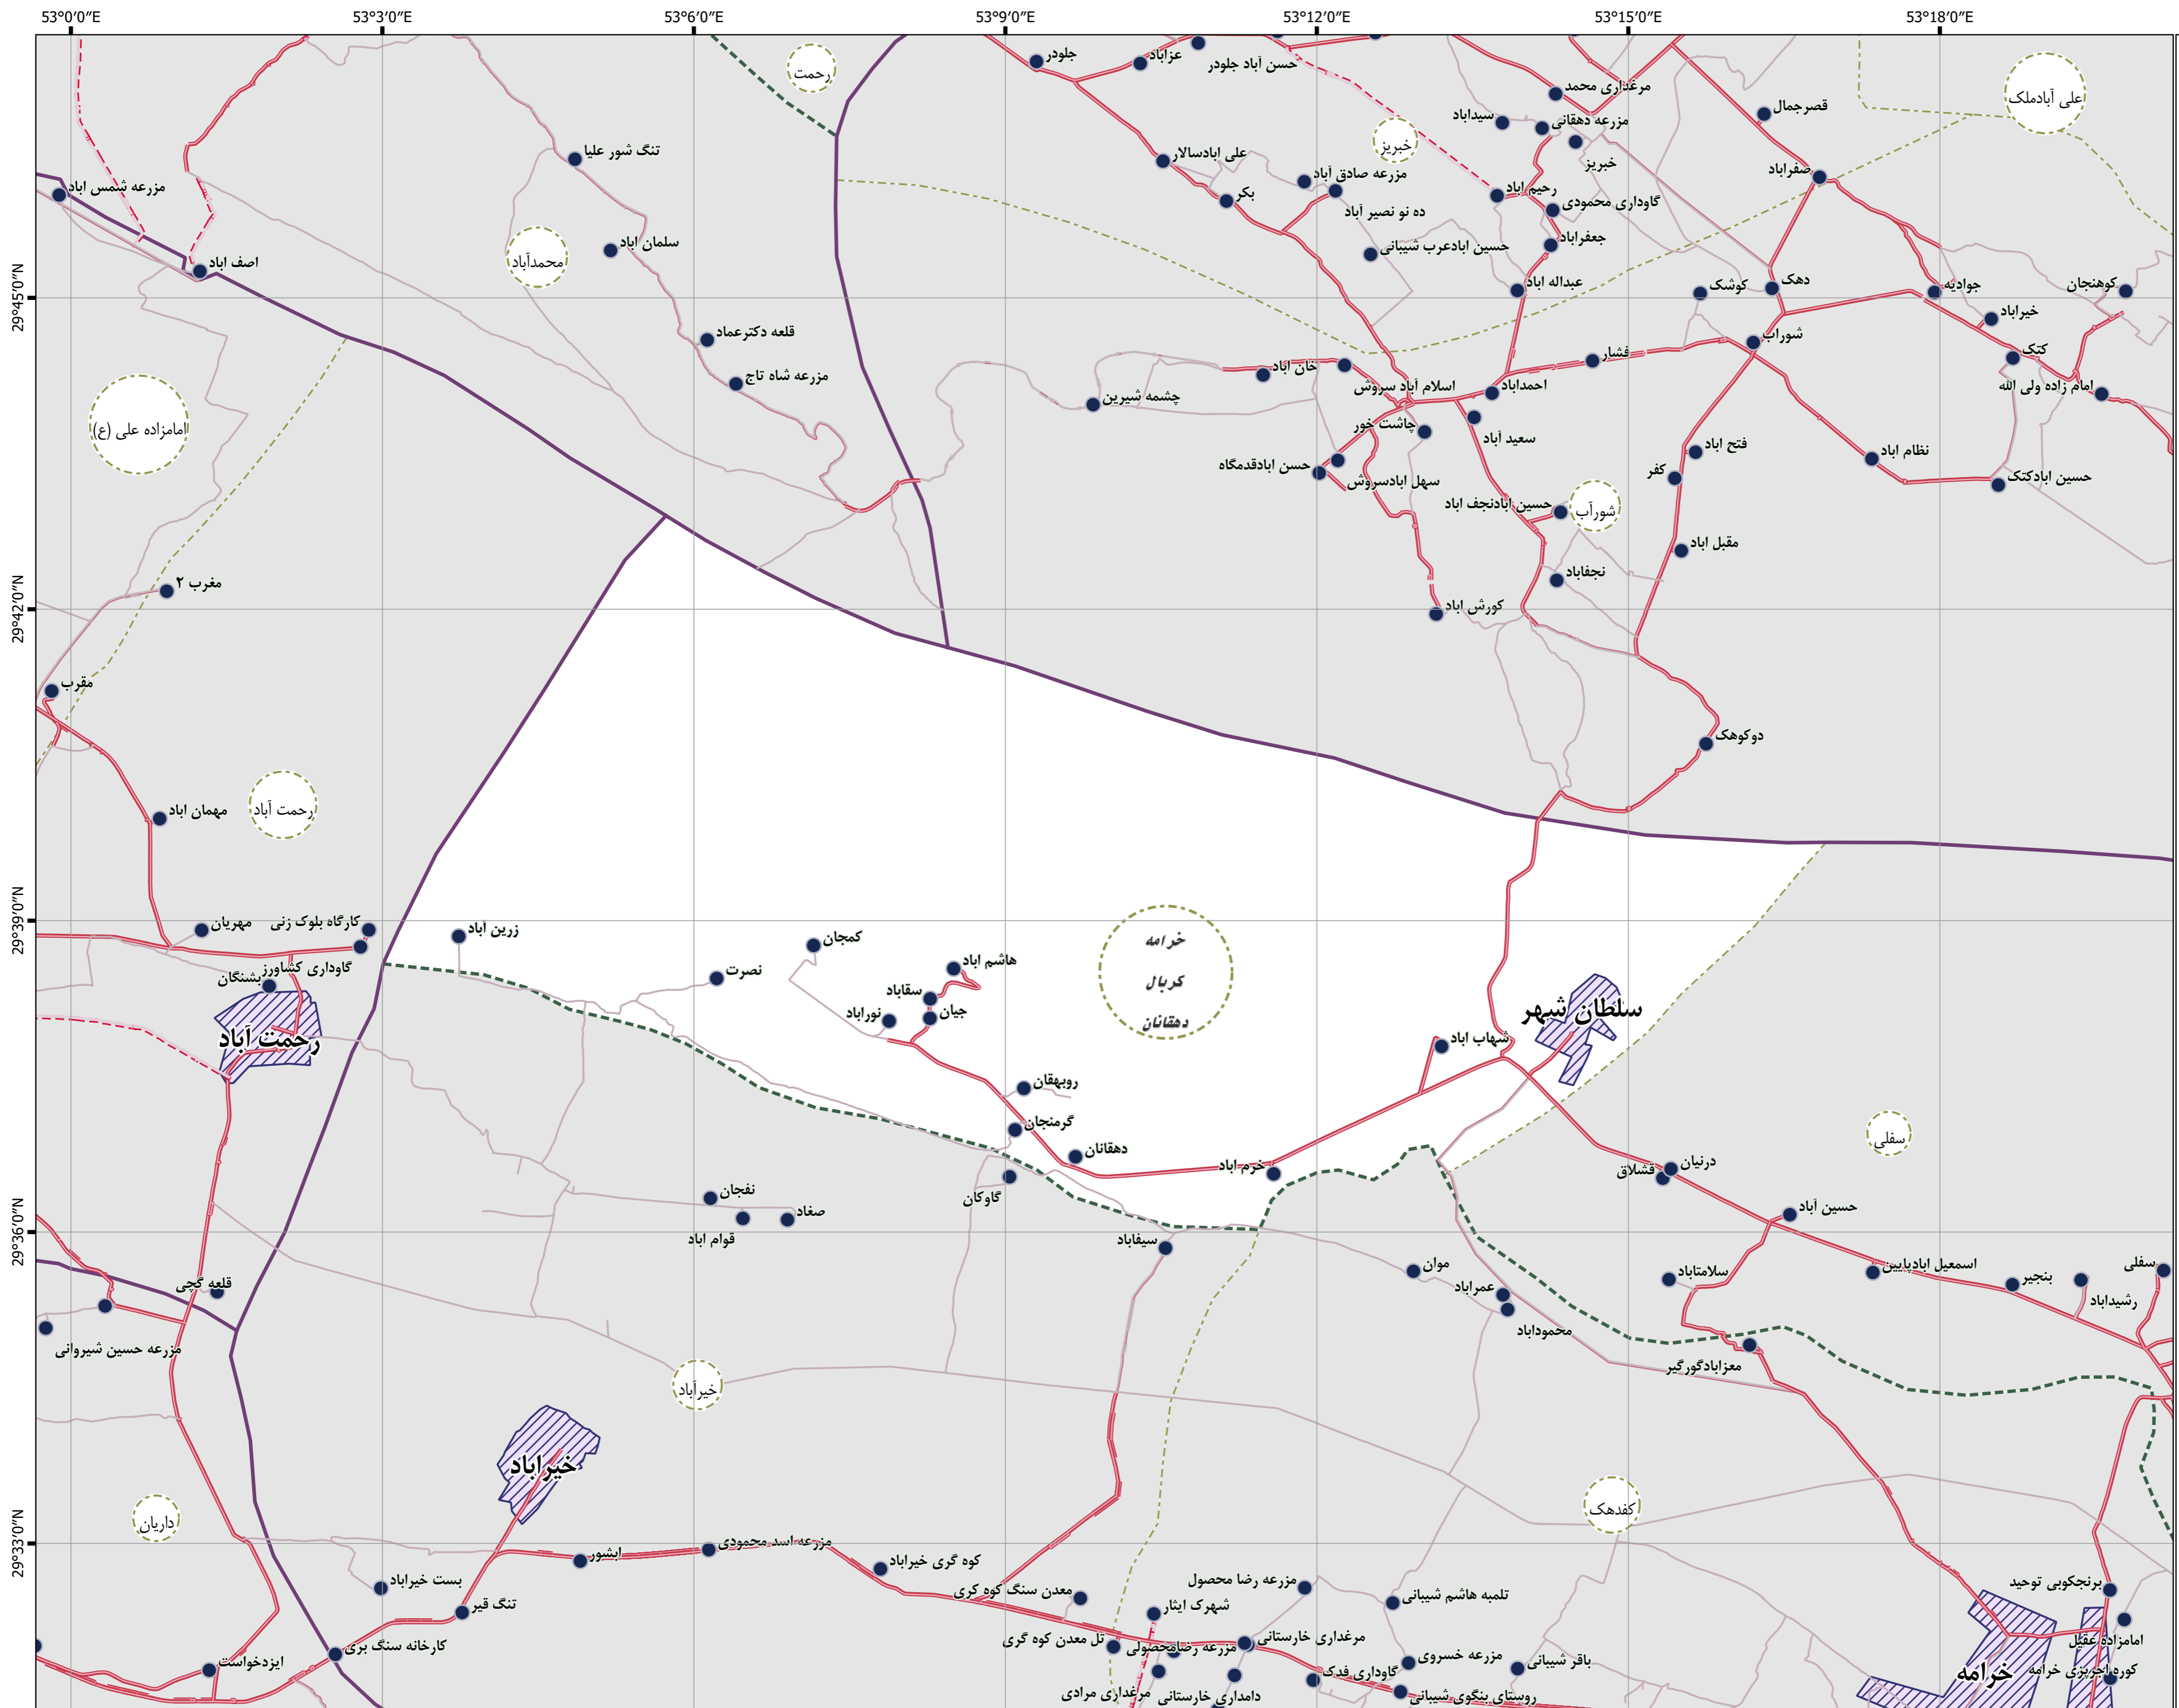 53°0'0"E 53°3'0"E 53°6'0"E 53°9'0"E 53°12'0"E 53°15'0"E 53°18'0"E
29°45'0"N
29°42'0"N
29°39'0"N
29°36'0"N
29°33'0"N
رحمت
جلودر
عزاباد
حسن آباد جلودر
مرغداری محمد
علی آبادملک
قصرجمال
سیداباد
مزرعه دهقانی
خبریز
خبریز
تنگ شور علیا
علی ابادسالار
مزرعه صادق آباد
صفراباد
مزرعه شمس اباد
بکر
رحیم اباد
گاوداری محمودی
ده نو نصیر آباد
سلمان اباد
محمدآباد
حسین ابادعرب شیبانی
جعفراباد
اصف اباد
عبداله اباد
کوشک
دهک
جوادیه
کوهنجان
خیراباد
قلعه دکترعماد
شوراب
کتک
فشار
خان اباد
مزرعه شاه تاج
اسلام آباد سروش
احمداباد
امام زاده ولی الله
چشمه شیرین
چاشت خور
سعید آباد
امامزاده علی (ع)
فتح اباد
نظام اباد
حسن ابادقدمگاه
کفر
سهل ابادسروش
حسین ابادکتک
حسین ابادنجف اباد
شورآب
مقبل اباد
نجفاباد
مغرب ۲
کورش اباد
مقرب
دوکوهک
رحمت آباد
مهمان اباد
مهریان
کارگاه بلوک زنی
زرین آباد
کمجان
خرامه
کربال
دهقانان
گاوداری کشاورز
بشنگان
نصرت
هاشم اباد
سقاباد
جیان
نوراباد
سلطان شهر
رحمت آباد
شهاب اباد
رویهقان
گرمنجان
دهقانان
خرم اباد
سفلی
درنیان
قشلاق
گاوکان
نفجان
صغاد
قوام اباد
حسین آباد
سیفاباد
موان
سلامتاباد
اسمعیل ابادپایین
بنجیر
سفلی
قلعه گچی
عمراباد
رشیداباد
محموداباد
مزرعه حسین شیروانی
معزابادگورگیر
خیرآباد
خیراباد
کفدهک
داریان
ابشور
مزرعه اسد محمودی
کوه گری خیراباد
بست خیراباد
معدن سنگ کوه کری
مزرعه رضا محصول
تلمبه هاشم شیبانی
برنجکوبی توحید
تنگ قیر
شهرک ایثار
کارخانه سنگ بری
تل معدن کوه گری
مزرعه رضامحصولی
مرغداری خارستانی
امامزاده عقیل
ایزدخواست
مزرعه خسروی
باقر شیبانی
گاوداری فدک
خرامه
کوره اجرپزی خرامه
مرغداری مرادی
دامداری خارستانی
روستای بنگوی شیبانی